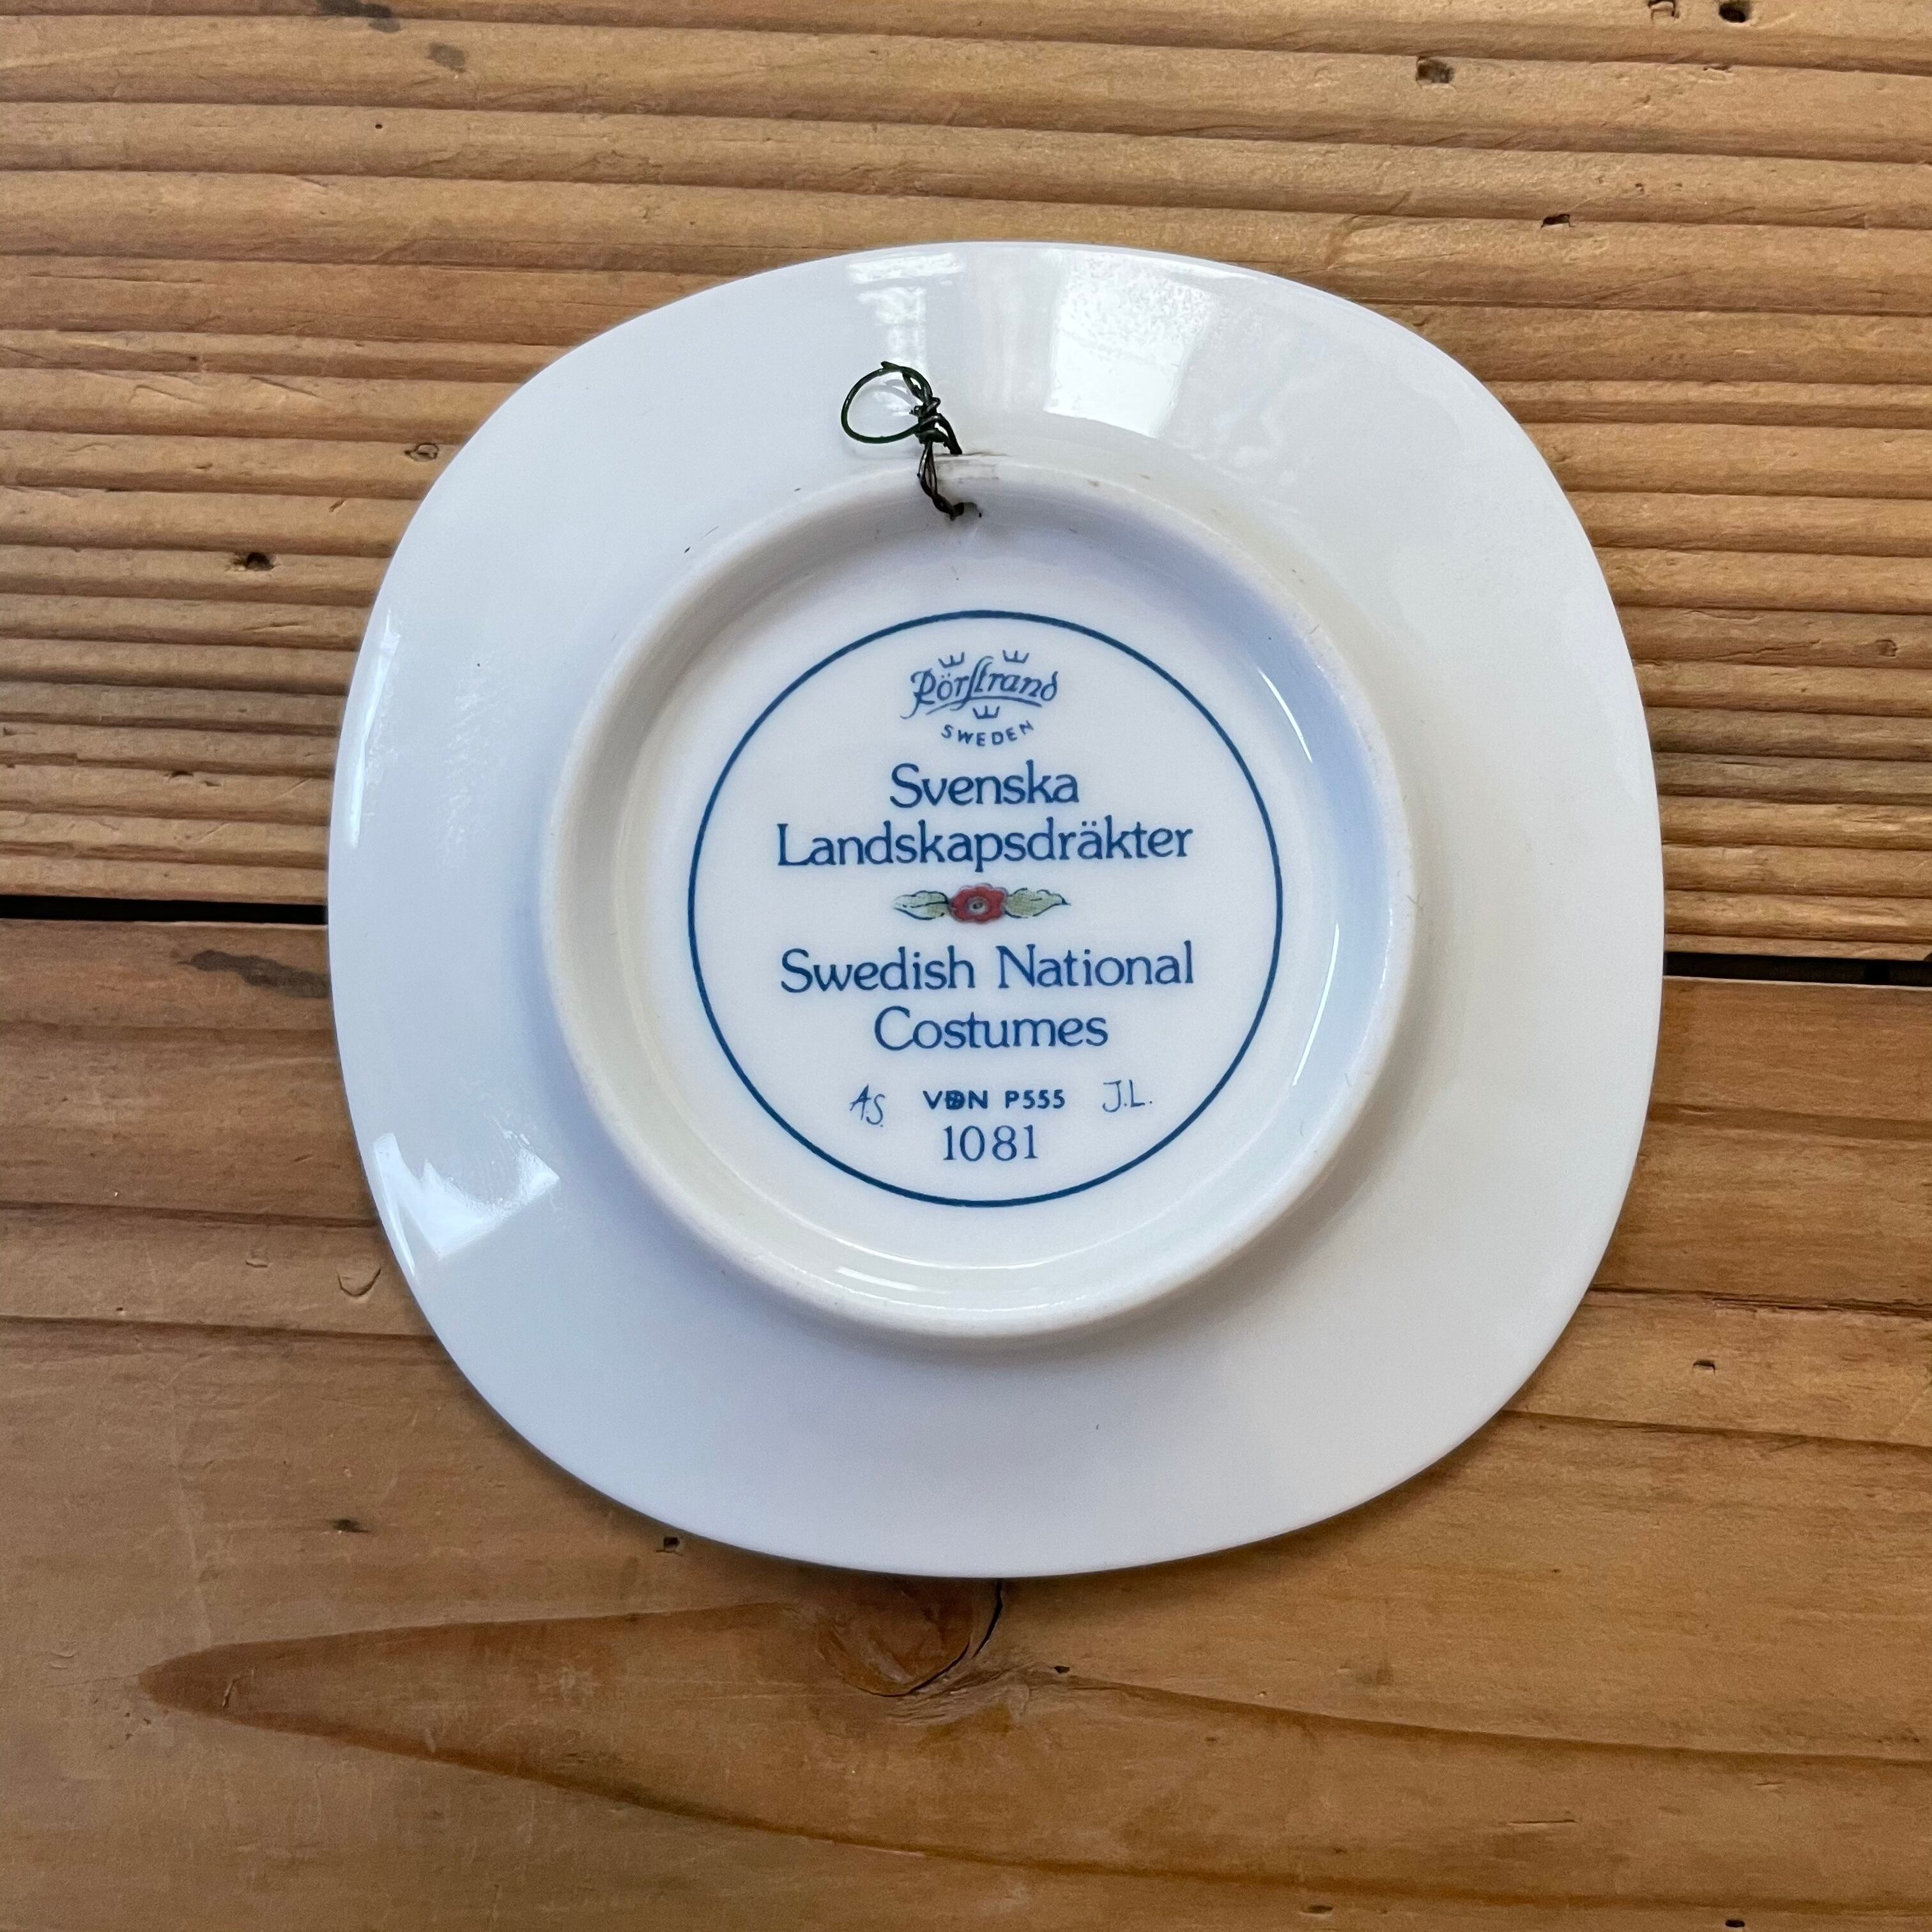 Rörstrand
SWEDEN
Svenska
Landskapsdräkter
Swedish National
Costumes
A.S. VDN P555 J.L.
1081